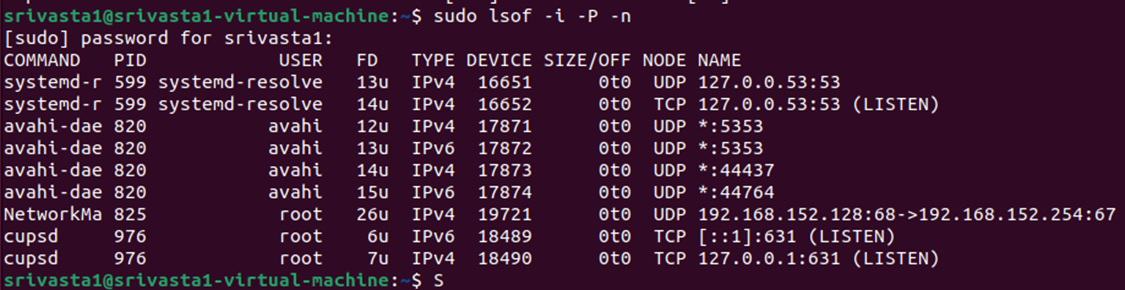 srivasta1@srivasta1-virtual-machine:~$ sudo lsof -i -P -n
[sudo] password for srivasta1:
COMMAND   PID            USER   FD   TYPE DEVICE SIZE/OFF NODE NAME
systemd-r 599 systemd-resolve   13u  IPv4  16651      0t0  UDP 127.0.0.53:53
systemd-r 599 systemd-resolve   14u  IPv4  16652      0t0  TCP 127.0.0.53:53 (LISTEN)
avahi-dae 820           avahi   12u  IPv4  17871      0t0  UDP *:5353
avahi-dae 820           avahi   13u  IPv6  17872      0t0  UDP *:5353
avahi-dae 820           avahi   14u  IPv4  17873      0t0  UDP *:44437
avahi-dae 820           avahi   15u  IPv6  17874      0t0  UDP *:44764
NetworkMa 825            root   26u  IPv4  19721      0t0  UDP 192.168.152.128:68->192.168.152.254:67
cupsd     976            root    6u  IPv6  18489      0t0  TCP [::1]:631 (LISTEN)
cupsd     976            root    7u  IPv4  18490      0t0  TCP 127.0.0.1:631 (LISTEN)
srivasta1@srivasta1-virtual-machine:~$ S